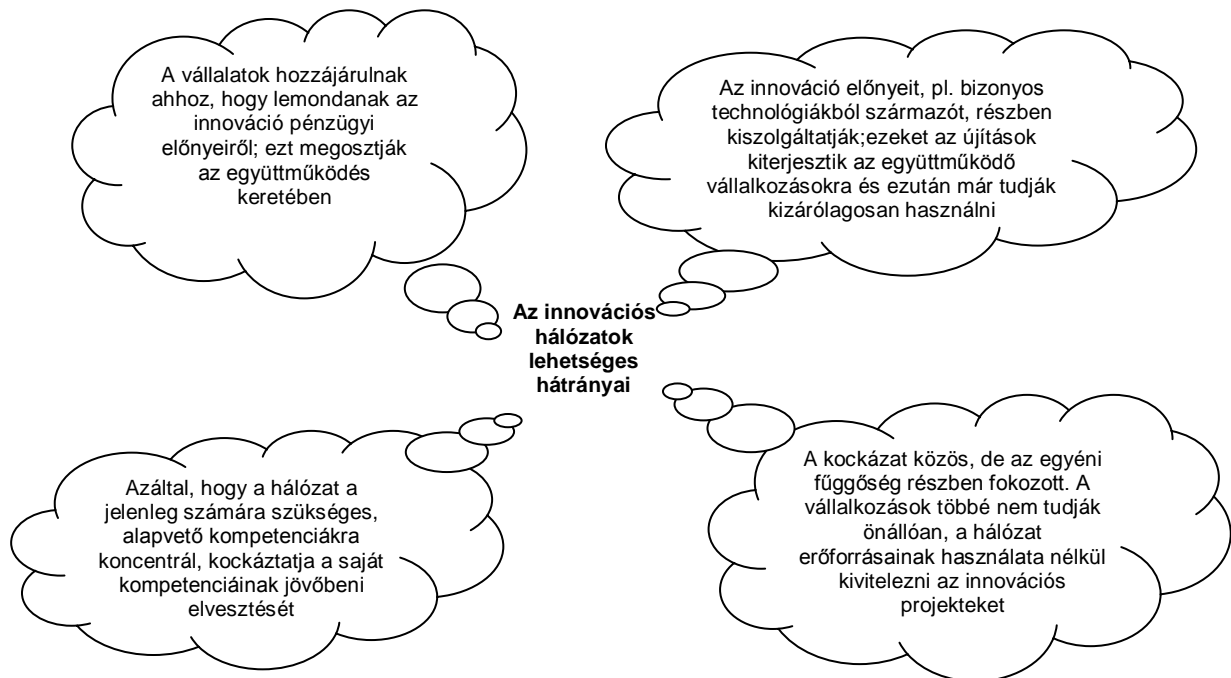 A vállalatok hozzájárulnak
ahhoz, hogy lemondanak az
innováció pénzügyi
előnyeiről; ezt megosztják
az együttműködés
keretében
Az innováció előnyeit, pl. bizonyos
technológiákból származót, részben
kiszolgáltatják;ezeket az újítások
kiterjesztik az együttműködő
vállalkozásokra és ezután már tudják
kizárólagosan használni
Az innovációs
hálózatok
lehetséges
hátrányai
Azáltal, hogy a hálózat a
jelenleg számára szükséges,
alapvető kompetenciákra
koncentrál, kockáztatja a saját
kompetenciáinak jövőbeni
elvesztését
A kockázat közös, de az egyéni
függőség részben fokozott. A
vállalkozások többé nem tudják
önállóan, a hálózat
erőforrásainak használata nélkül
kivitelezni az innovációs
projekteket